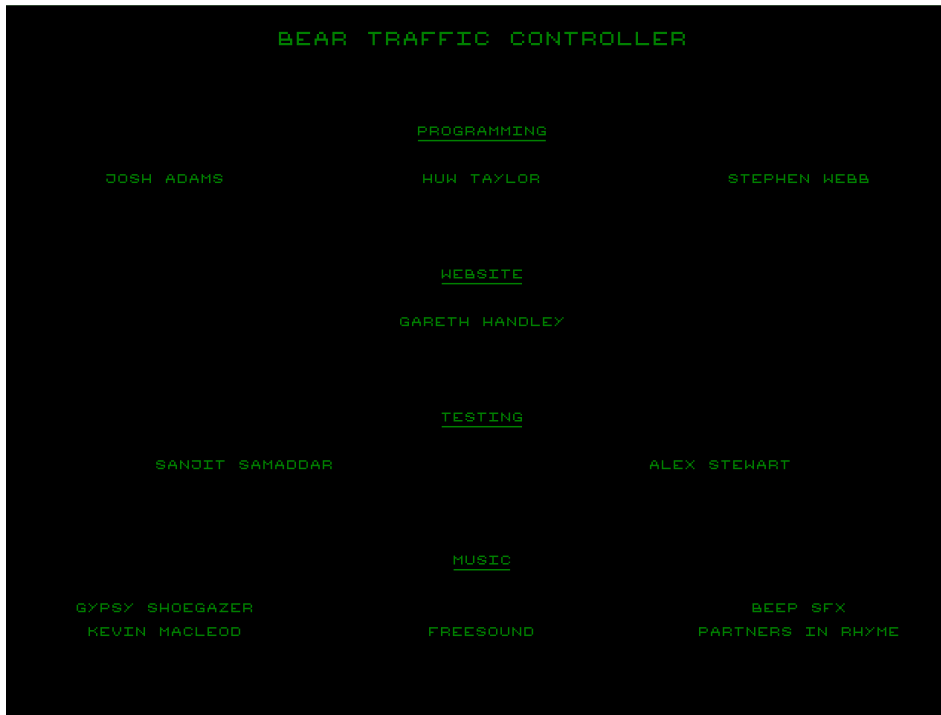 BEAR TRAFFIC CONTROLLER
PROGRAMMING
JOSH ADAMS HUW TAYLOR STEPHEN WEBB
WEBSITE
GARETH HANDLEY
TESTING
SANJIT SAMADDAR ALEX STEWART
MUSIC
GYPSY SHOEGAZER BEEP SFX
KEVIN MACLEOD FREESOUND PARTNERS IN RHYME